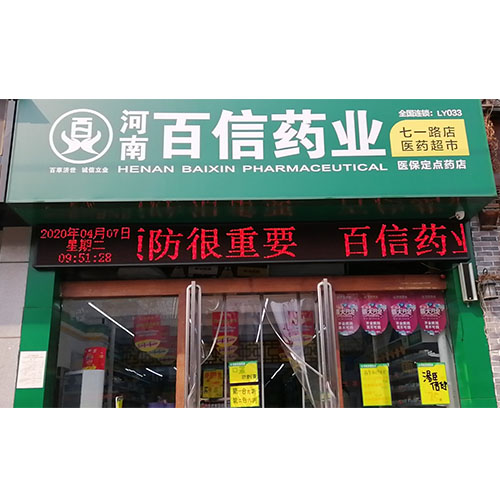 百草济世 诚信立业
河南
百信药业
HENAN BAIXIN PHARMACEUTICAL
全国连锁：LY033
七一路店
医药超市
医保定点药店
2020年04月07日
星期二
09:51:28
防很重要 百信药业